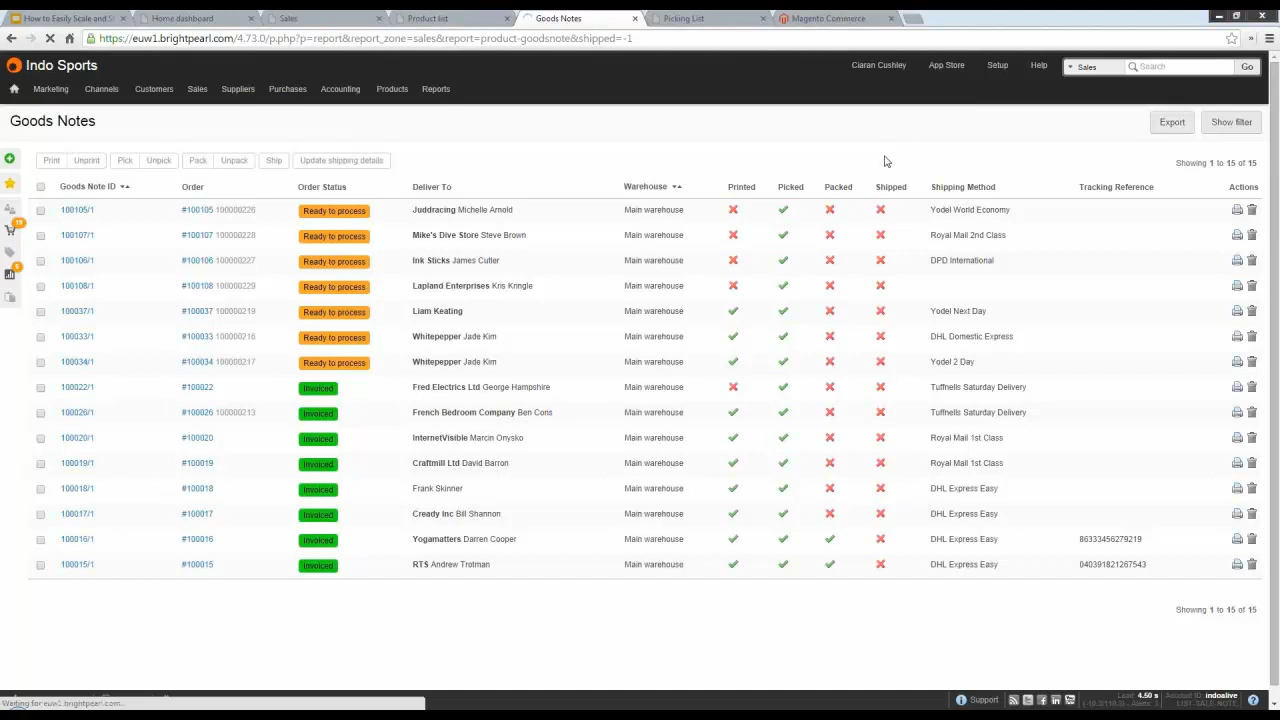 How to Easily Scale and St
Home dashboard
Sales
Product list
Goods Notes
Picking List
Magento Commerce
https://euw1.brightpearl.com/4.73.0/p.php?p=report&report_zone=sales&report=product-goodsnote&shipped=-1
Indo Sports
Ciaran Cushley App Store Setup Help Sales Search Go
Marketing Channels Customers Sales Suppliers Purchases Accounting Products Reports
Goods Notes
Export Show filter
Print Unprint Pick Unpick Pack Unpack Ship Update shipping details
Showing 1 to 15 of 15
Goods Note ID Order Order Status Deliver To Warehouse Printed Picked Packed Shipped Shipping Method Tracking Reference Actions
100105/1 #100105 100000226 Ready to process Juddracing Michelle Arnold Main warehouse Yodel World Economy
100107/1 #100107 100000228 Ready to process Mike's Dive Store Steve Brown Main warehouse Royal Mail 2nd Class
100106/1 #100106 100000227 Ready to process Ink Sticks James Cutler Main warehouse DPD International
100108/1 #100108 100000229 Ready to process Lapland Enterprises Kris Kringle Main warehouse
100037/1 #100037 100000219 Ready to process Liam Keating Main warehouse Yodel Next Day
100033/1 #100033 100000216 Ready to process Whitepepper Jade Kim Main warehouse DHL Domestic Express
100034/1 #100034 100000217 Ready to process Whitepepper Jade Kim Main warehouse Yodel 2 Day
100022/1 #100022 Invoiced Fred Electrics Ltd George Hampshire Main warehouse Tuffnells Saturday Delivery
100026/1 #100026 100000213 Invoiced French Bedroom Company Ben Cons Main warehouse Tuffnells Saturday Delivery
100020/1 #100020 Invoiced InternetVisible Marcin Onysko Main warehouse Royal Mail 1st Class
100019/1 #100019 Invoiced Craftmill Ltd David Barron Main warehouse Royal Mail 1st Class
100018/1 #100018 Invoiced Frank Skinner Main warehouse DHL Express Easy
100017/1 #100017 Invoiced Cready Inc Bill Shannon Main warehouse DHL Express Easy
100016/1 #100016 Invoiced Yogamatters Darren Cooper Main warehouse DHL Express Easy 86333456279219
100015/1 #100015 Invoiced RTS Andrew Trotman Main warehouse DHL Express Easy 040391821267543
Showing 1 to 15 of 15
Waiting for euw1.brightpearl.com...
Support
Load: 4.50 s Account ID: indoalive